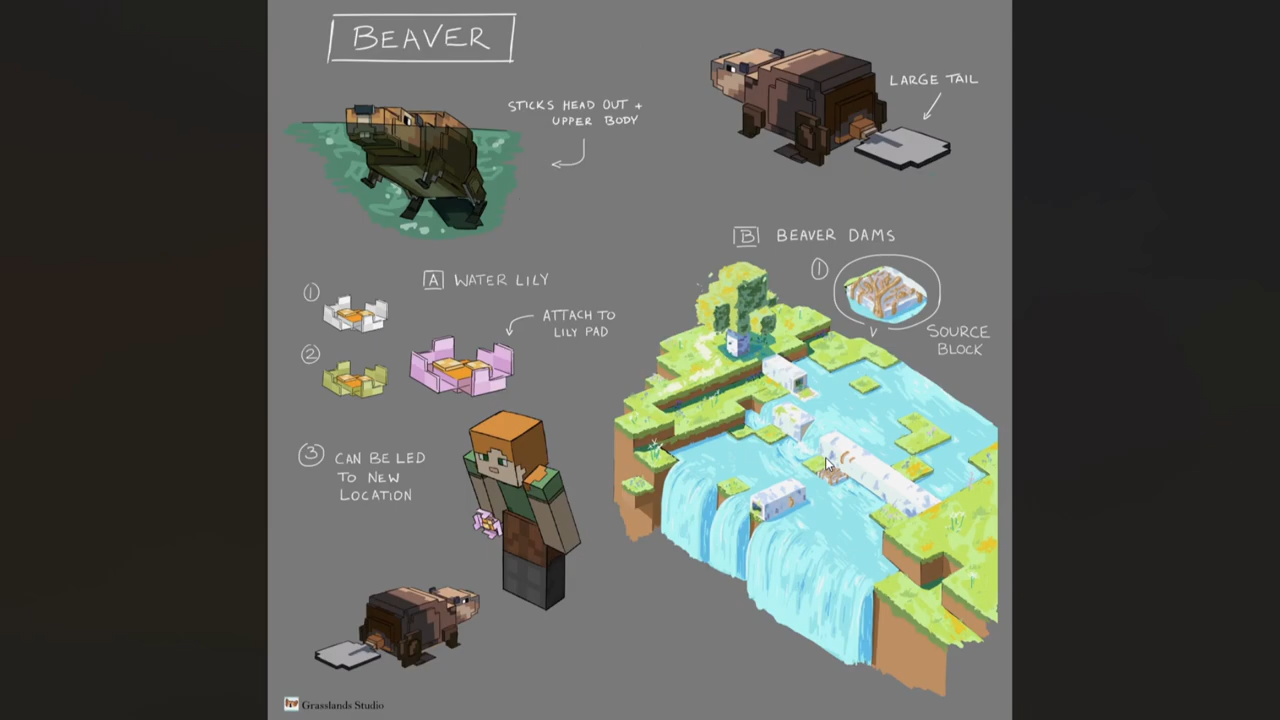 BEAVER
STICKS HEAD OUT +
UPPER BODY
LARGE TAIL
A WATER LILY
1
2
ATTACH TO
LILY PAD
B BEAVER DAMS
1
SOURCE
BLOCK
3 CAN BE LED
TO NEW
LOCATION
Grasslands Studio